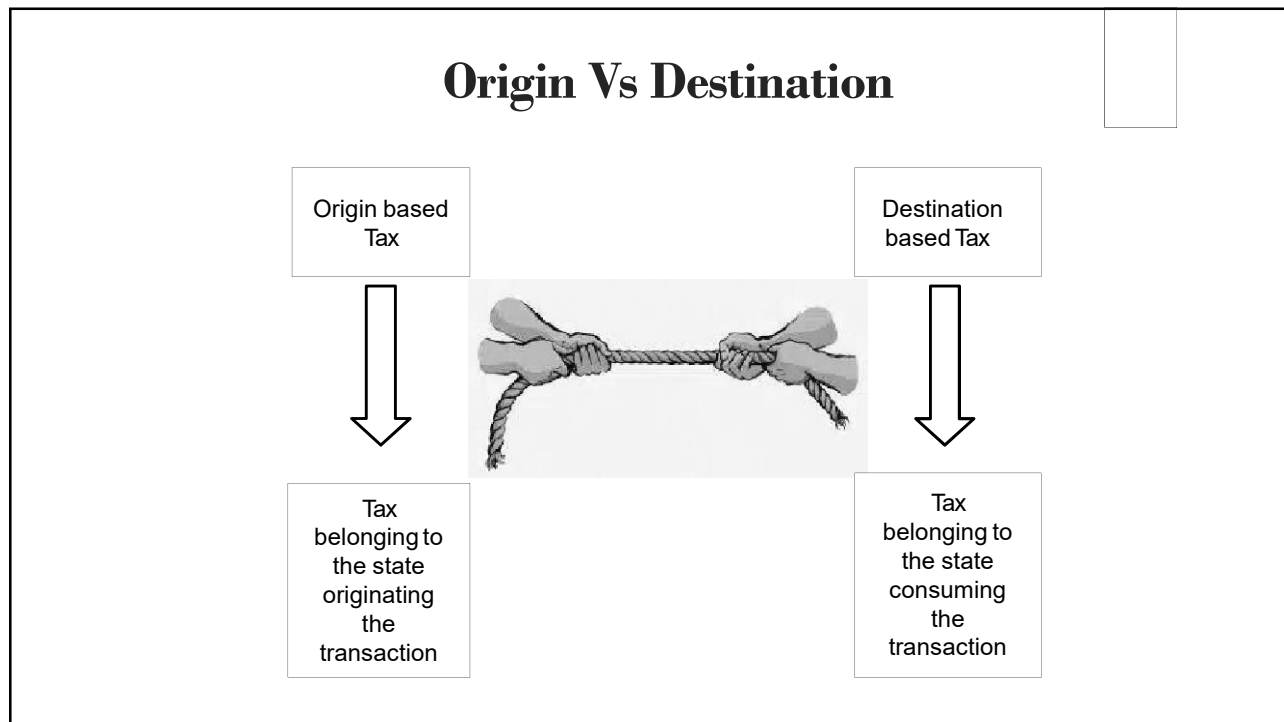 Origin Vs Destination
Origin based
Tax
Tax
belonging to
the state
originating
the
transaction
Destination
based Tax
Tax
belonging to
the state
consuming
the
transaction